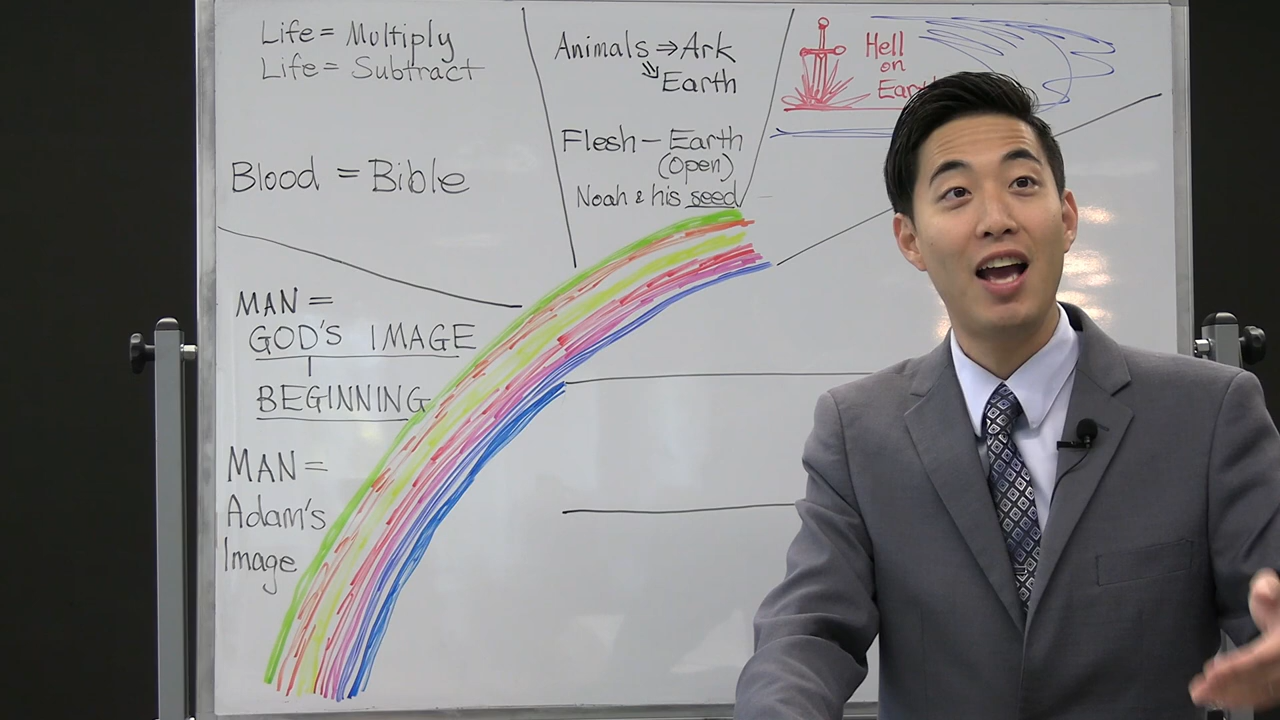 Life = Multiply
Life = Subtract
Blood = Bible
Animals ⇒ Ark
⇒ Earth
Flesh – Earth
(Open)
Noah & his seed
Hell
on
MAN =
GOD'S IMAGE
BEGINNING
MAN =
Adam's
Image